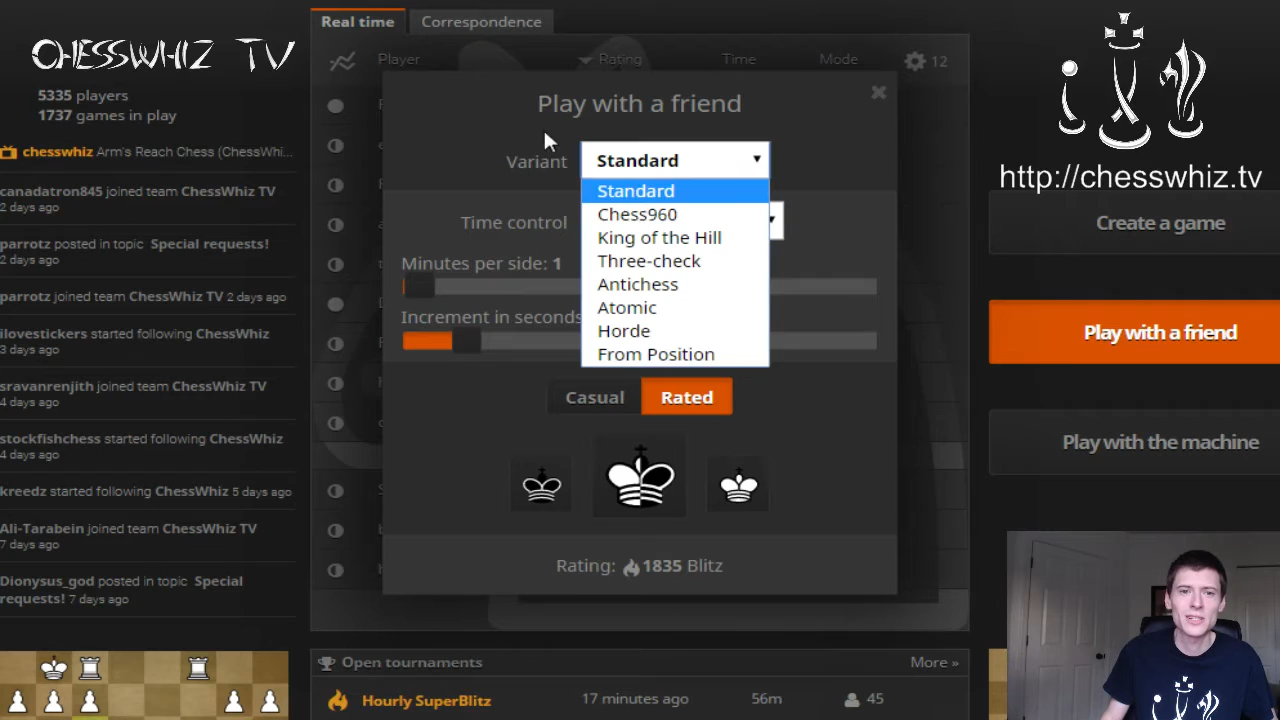 CHESSWHIZ TV
5335 players
1737 games in play
chesswhiz Arm's Reach Chess (ChessWhi...
canadatron845 joined team ChessWhiz TV
2 days ago
parrotz posted in topic Special requests!
2 days ago
parrotz joined team ChessWhiz TV 2 days ago
ilovestickers started following ChessWhiz
3 days ago
sravanrenjith joined team ChessWhiz TV
4 days ago
stockfishchess started following ChessWhiz
4 days ago
kreedz started following ChessWhiz 5 days ago
Ali-Tarabein joined team ChessWhiz TV
7 days ago
Dionysus_god posted in topic Special
requests! 7 days ago
Real time Correspondence
Player Rating Time Mode 12
Play with a friend
Variant Standard
Standard
Chess960
King of the Hill
Three-check
Antichess
Atomic
Horde
From Position
Time control
Minutes per side: 1
Increment in seconds
Casual Rated
Rating: 1835 Blitz
Open tournaments More »
Hourly SuperBlitz 17 minutes ago 56m 45
http://chesswhiz.tv
Create a game
Play with a friend
Play with the machine